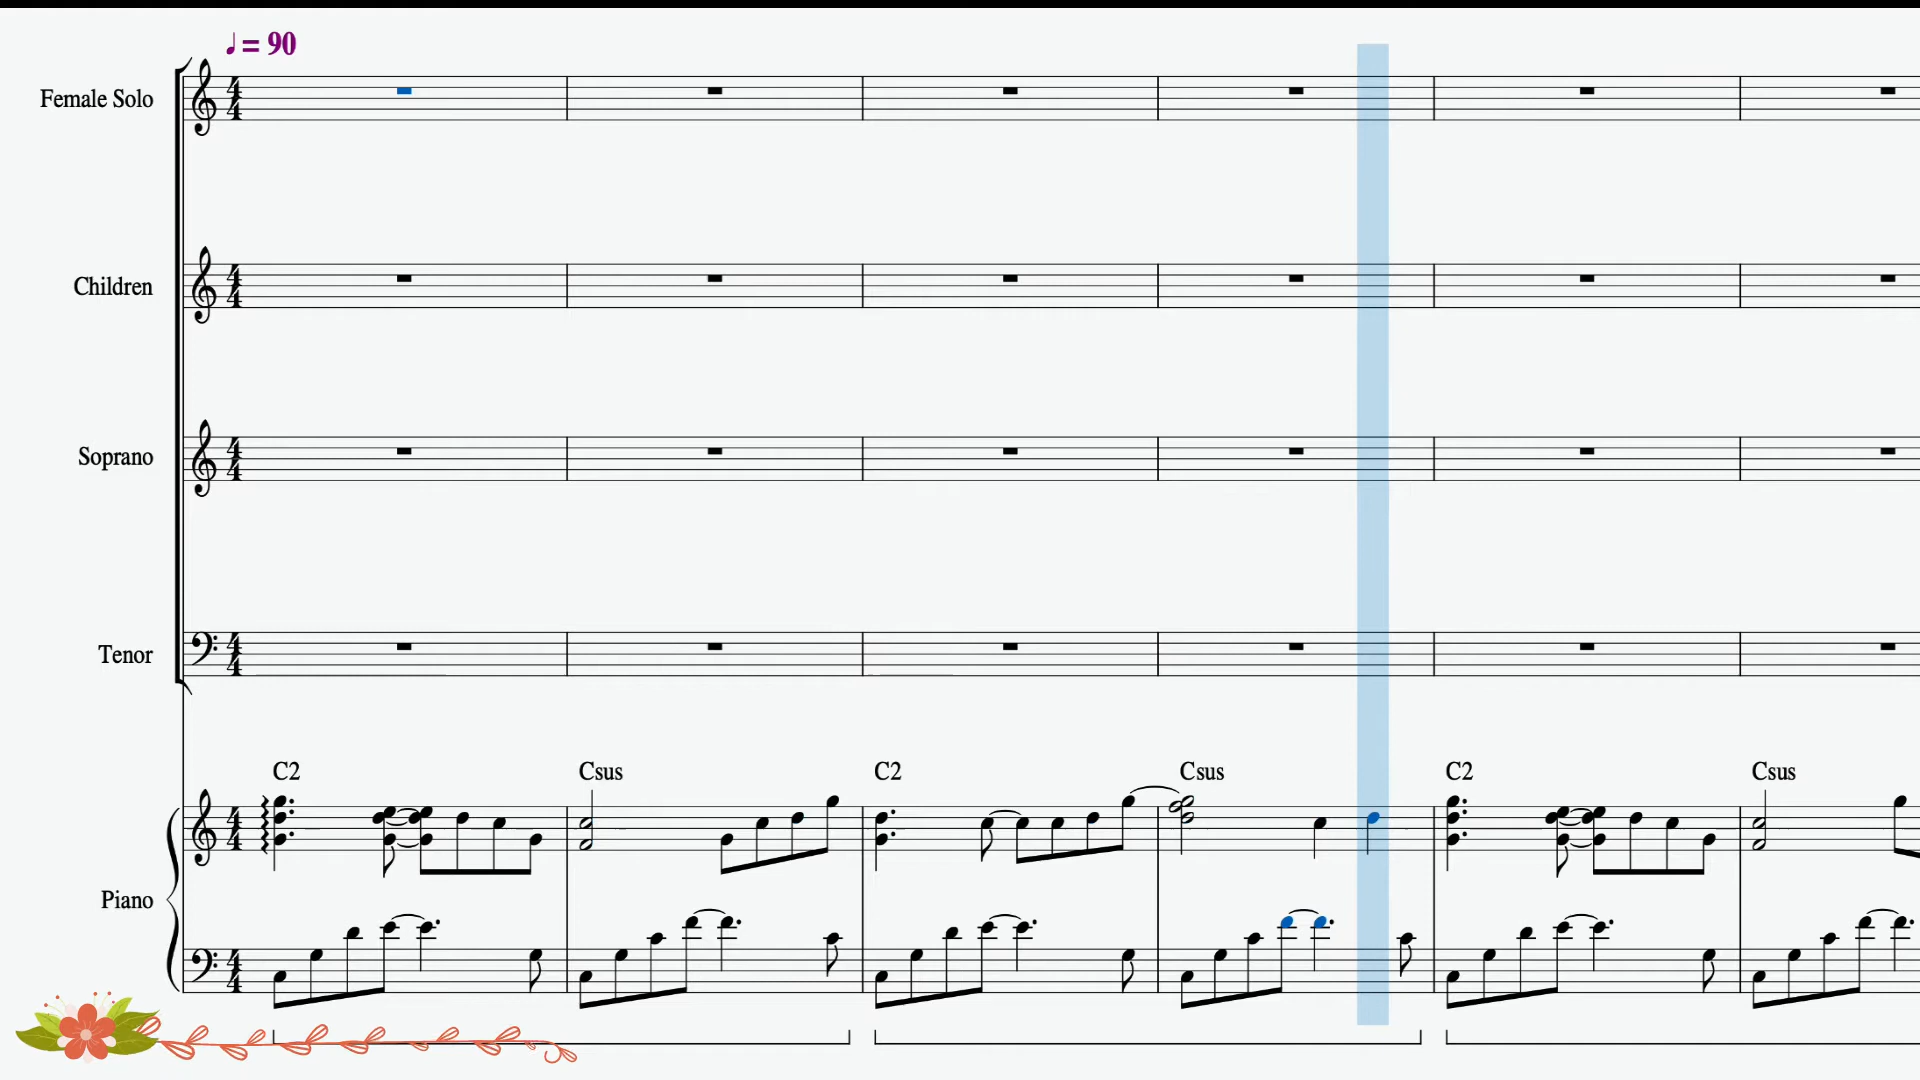 ♩= 90
Female Solo
Children
Soprano
Tenor
C2 Csus C2 Csus C2 Csus
Piano